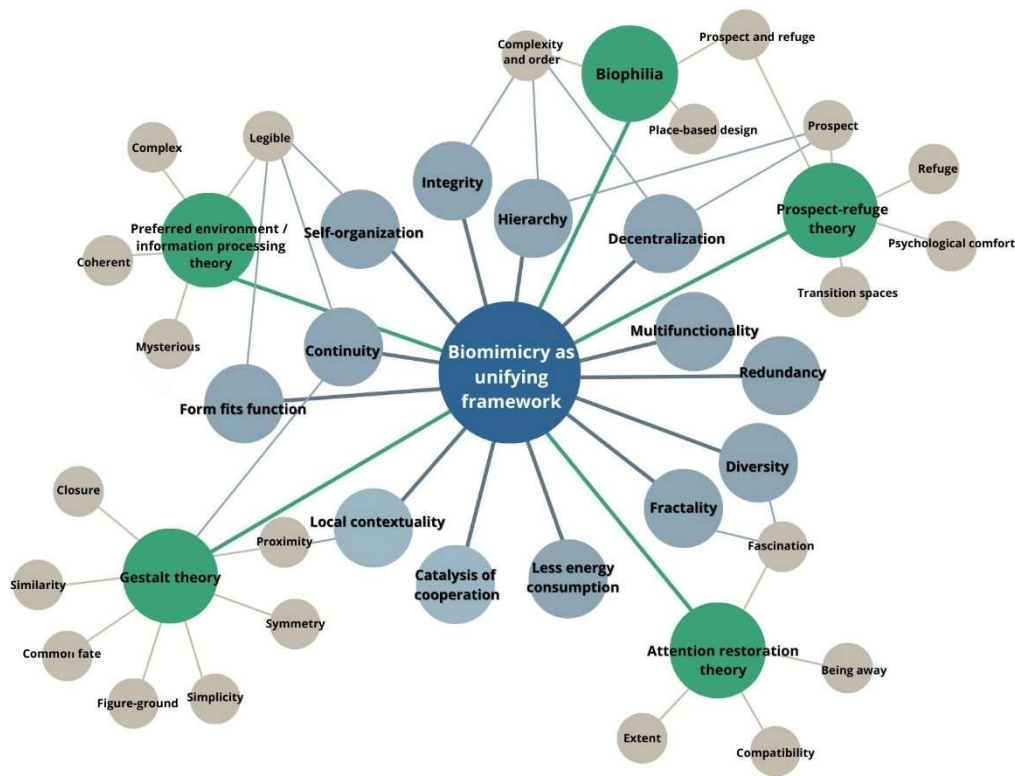 Complexity
and order
Prospect and refuge
Biophilia
Place-based design
Prospect
Legible
Complex
Integrity
Refuge
Hierarchy
Prospect-refuge
theory
Preferred environment /
information processing
theory
Self-organization
Decentralization
Psychological comfort
Coherent
Transition spaces
Multifunctionality
Mysterious
Continuity
Biomimicry as
unifying
framework
Redundancy
Form fits function
Diversity
Closure
Fractality
Local contextuality
Proximity
Fascination
Gestalt theory
Similarity
Catalysis of
cooperation
Less energy
consumption
Symmetry
Common fate
Attention restoration
theory
Being away
Figure-ground
Simplicity
Extent
Compatibility